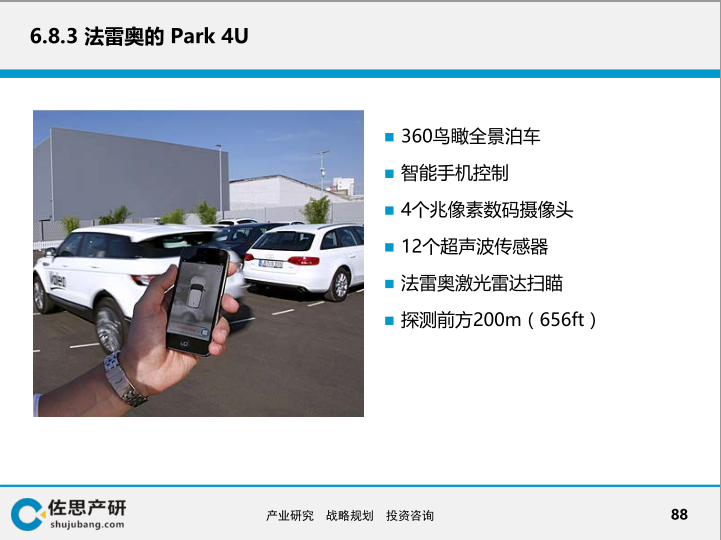 6.8.3 法雷奥的 Park 4U
360鸟瞰全景泊车
智能手机控制
4个兆像素数码摄像头
12个超声波传感器
法雷奥激光雷达扫瞄
探测前方200m（656ft）
Valeo
佐思产研
shujubang.com
产业研究 战略规划 投资咨询
88